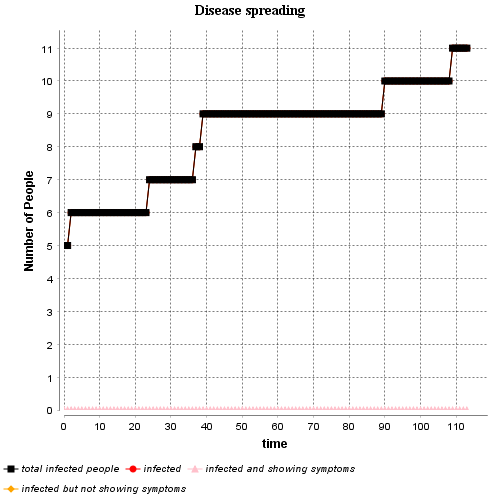 Disease spreading
11
10
9
8
7
6
5
4
3
2
1
0
Number of People
0 10 20 30 40 50 60 70 80 90 100 110
time
total infected people infected infected and showing symptoms
infected but not showing symptoms